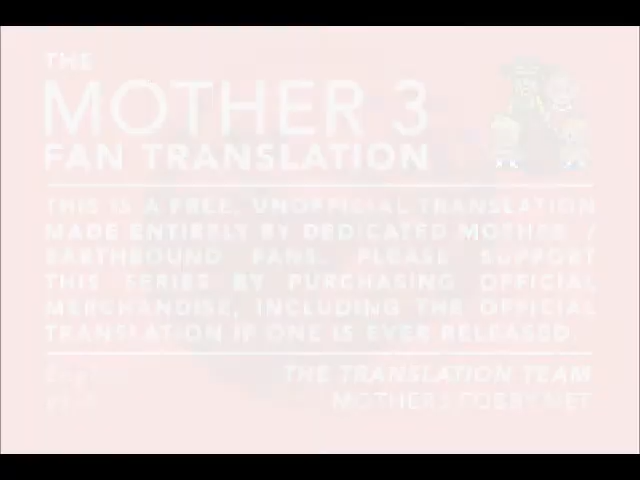 THE
MOTHER 3
FAN TRANSLATION
THIS IS A FREE, UNOFFICIAL TRANSLATION
MADE ENTIRELY BY DEDICATED MOTHER /
EARTHBOUND FANS. PLEASE SUPPORT
THIS SERIES BY PURCHASING OFFICIAL
MERCHANDISE, INCLUDING THE OFFICIAL
TRANSLATION IF ONE IS EVER RELEASED.
THE TRANSLATION TEAM